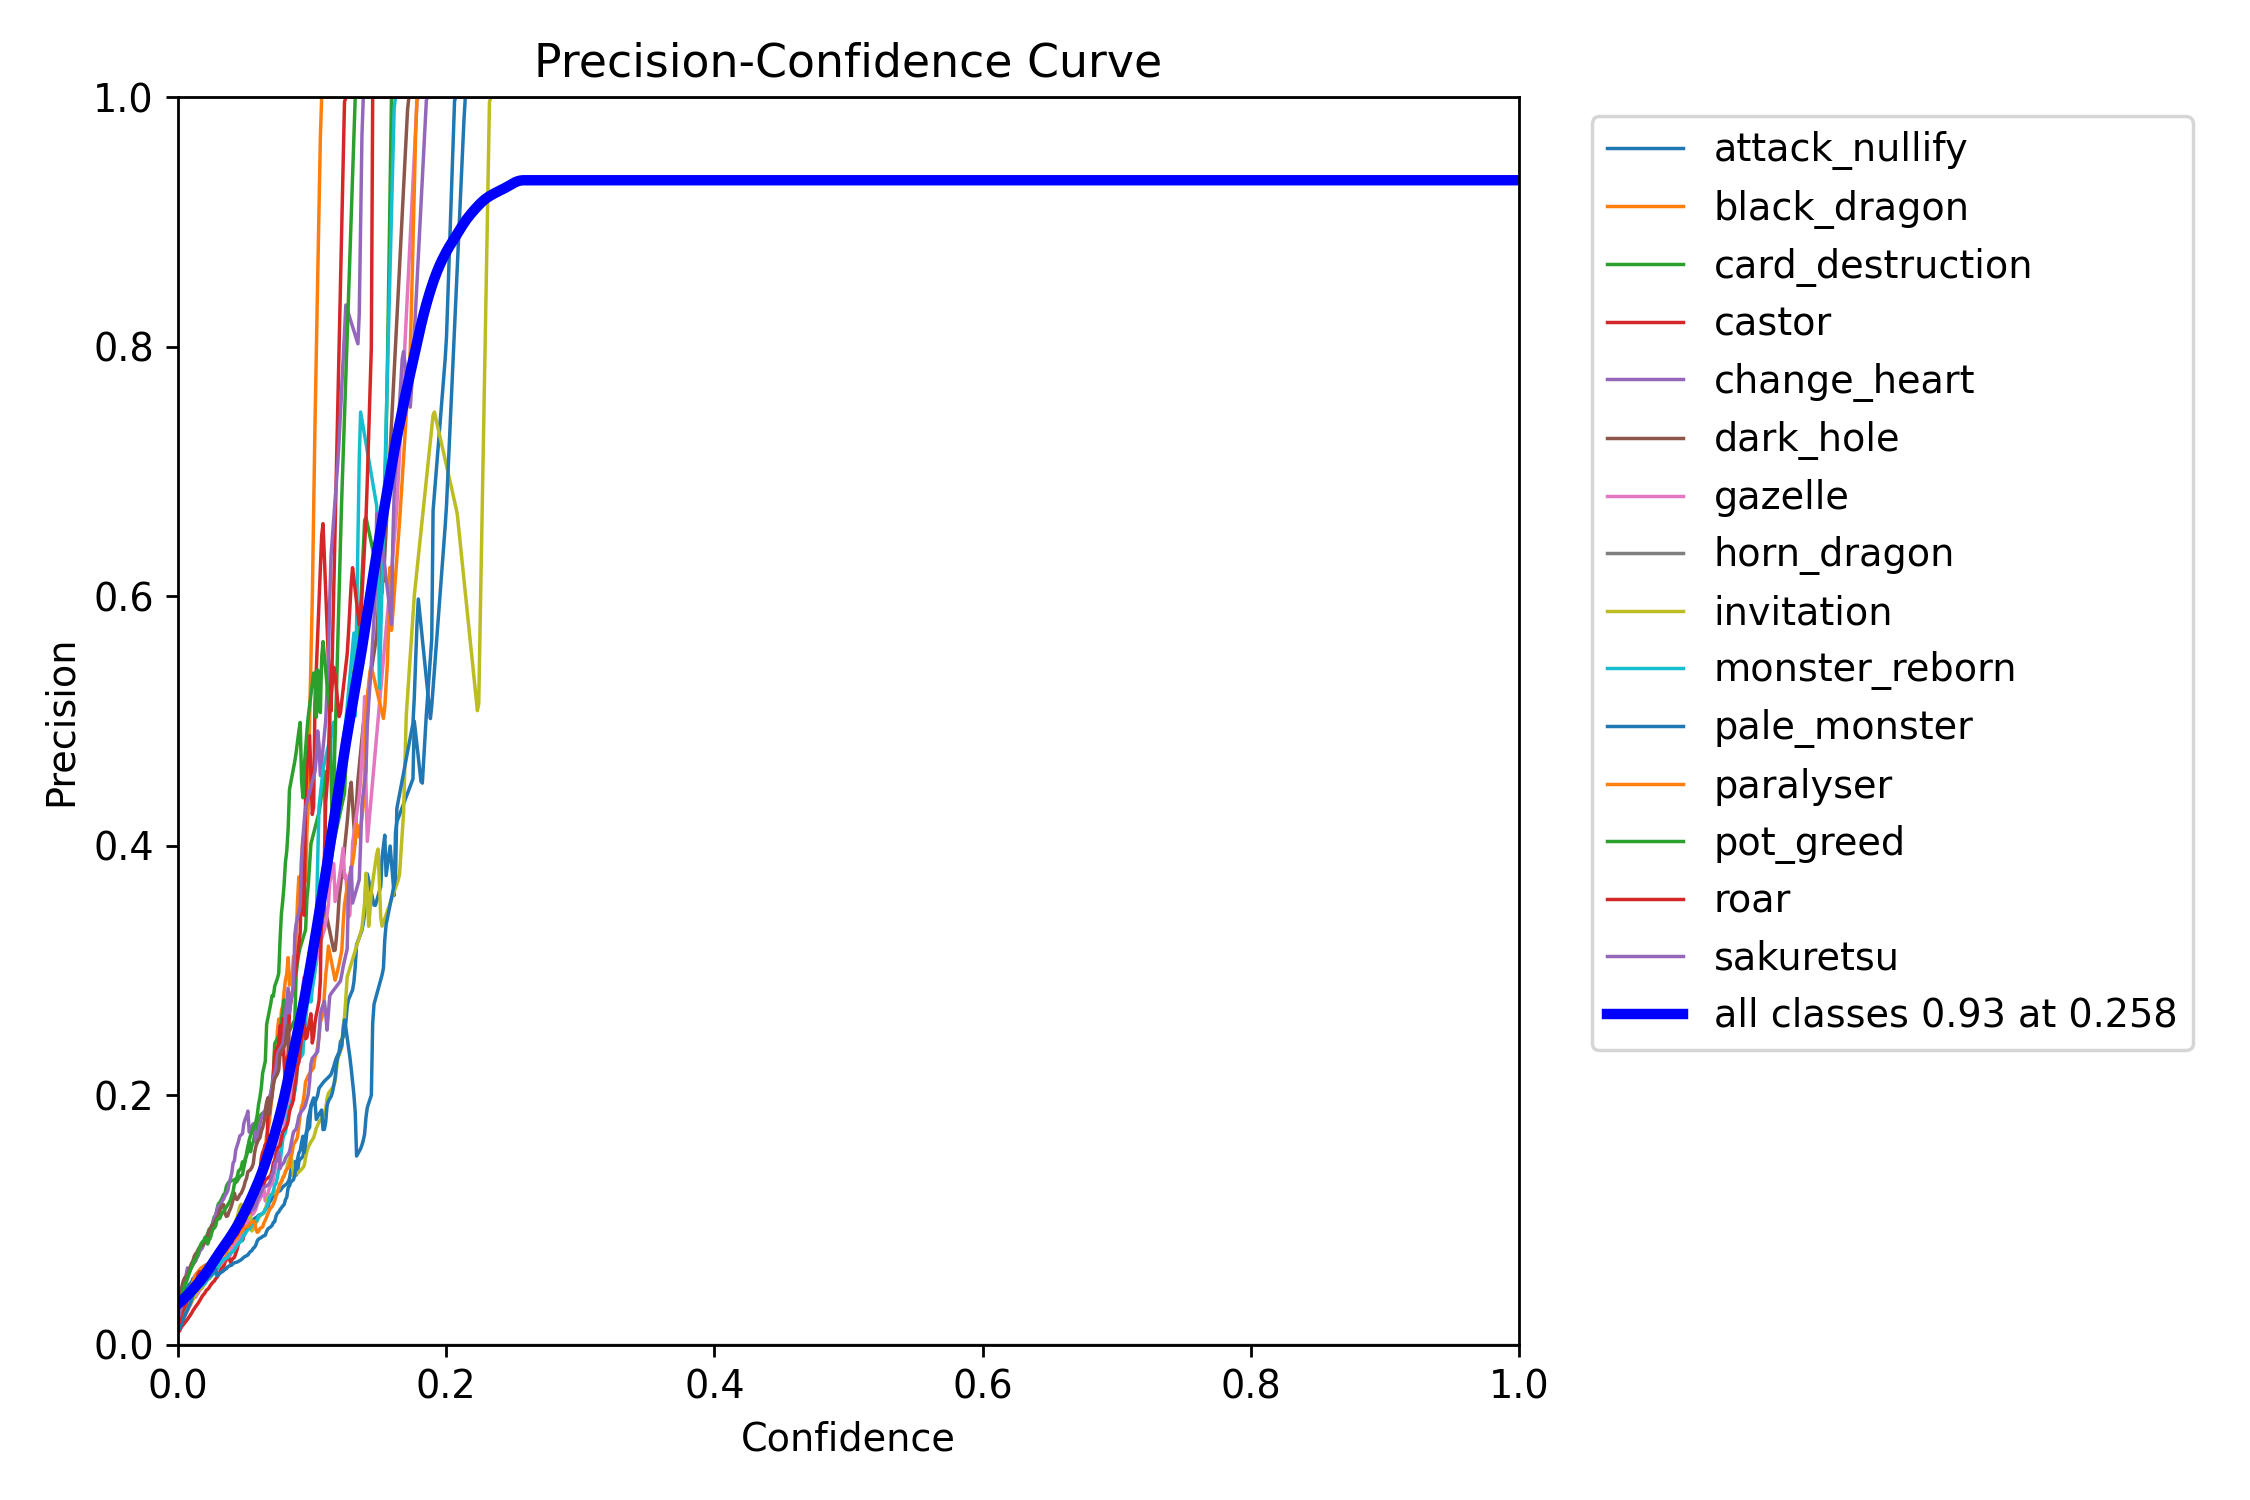 Precision-Confidence Curve
1.0
0.8
0.6
0.4
0.2
0.0
Precision
0.0 0.2 0.4 0.6 0.8 1.0
Confidence
attack_nullify
black_dragon
card_destruction
castor
change_heart
dark_hole
gazelle
horn_dragon
invitation
monster_reborn
pale_monster
paralyser
pot_greed
roar
sakuretsu
all classes 0.93 at 0.258